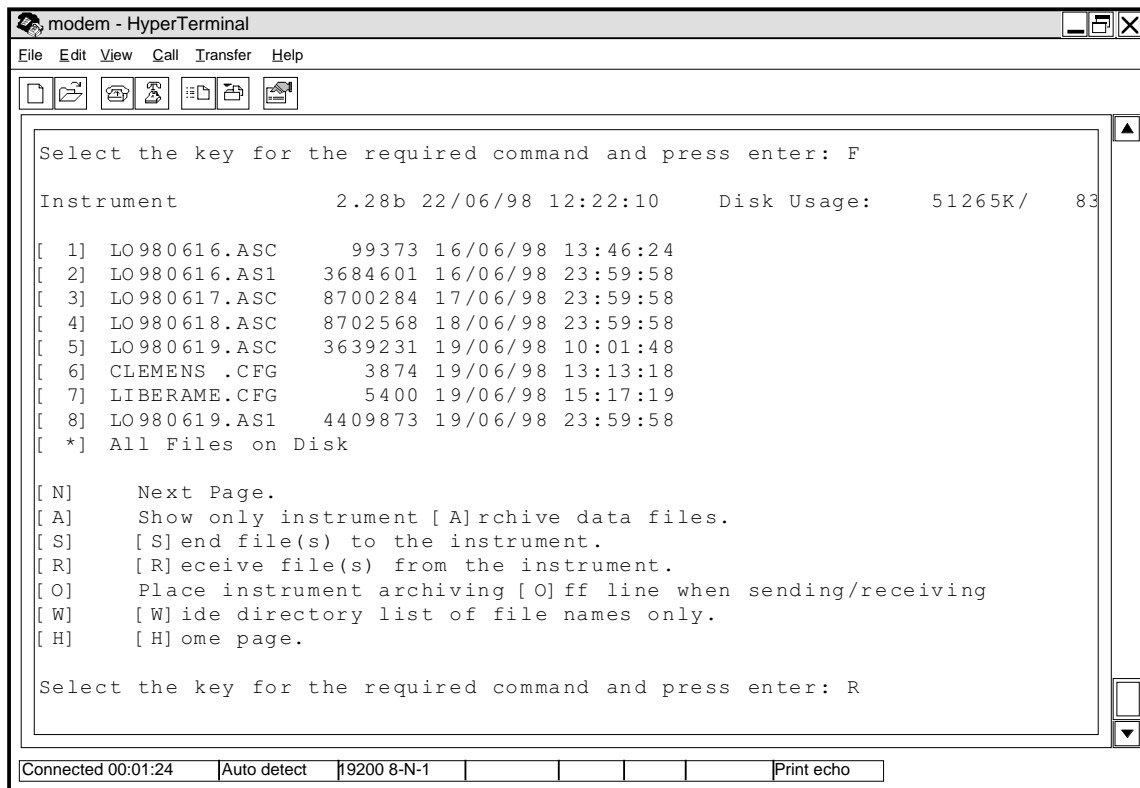 modem - HyperTerminal
File Edit View Call Transfer Help
Select the key for the required command and press enter: F
Instrument 2.28b 22/06/98 12:22:10 Disk Usage: 51265K/ 83
[ 1] LO980616.ASC 99373 16/06/98 13:46:24
[ 2] LO980616.AS1 3684601 16/06/98 23:59:58
[ 3] LO980617.ASC 8700284 17/06/98 23:59:58
[ 4] LO980618.ASC 8702568 18/06/98 23:59:58
[ 5] LO980619.ASC 3639231 19/06/98 10:01:48
[ 6] CLEMENS .CFG 3874 19/06/98 13:13:18
[ 7] LIBERAME.CFG 5400 19/06/98 15:17:19
[ 8] LO980619.AS1 4409873 19/06/98 23:59:58
[ *] All Files on Disk
[N] Next Page.
[A] Show only instrument [A]rchive data files.
[S] [S]end file(s) to the instrument.
[R] [R]eceive file(s) from the instrument.
[O] Place instrument archiving [O]ff line when sending/receiving
[W] [W]ide directory list of file names only.
[H] [H]ome page.
Select the key for the required command and press enter: R
Connected 00:01:24 Auto detect 19200 8-N-1 Print echo